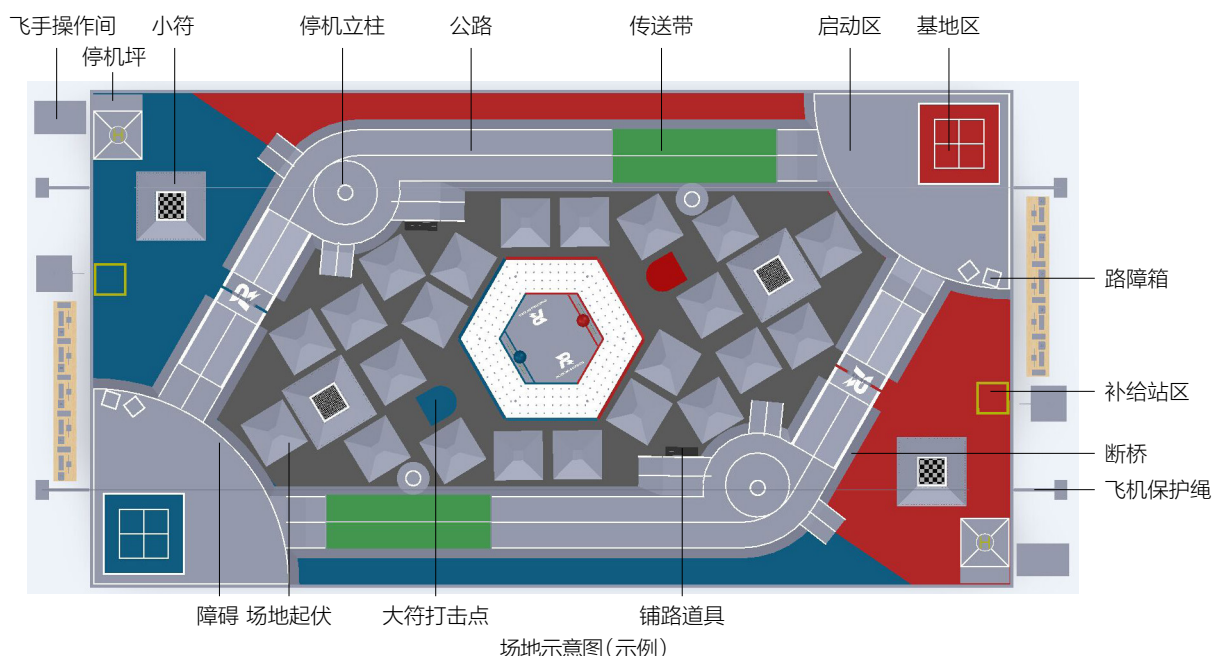 飞手操作间
小符
停机立柱
公路
传送带
启动区
基地区
停机坪
路障箱
补给站区
断桥
飞机保护绳
障碍
场地起伏
大符打击点
铺路道具
场地示意图(示例)